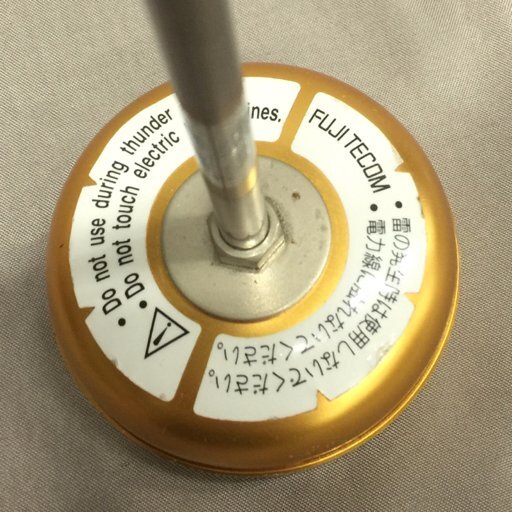 • Do not use during thunder
• Do not touch electric ines.
FUJI TECOM
• 雷の発生時は使用しないでください。
• 電力線に触れないでください。